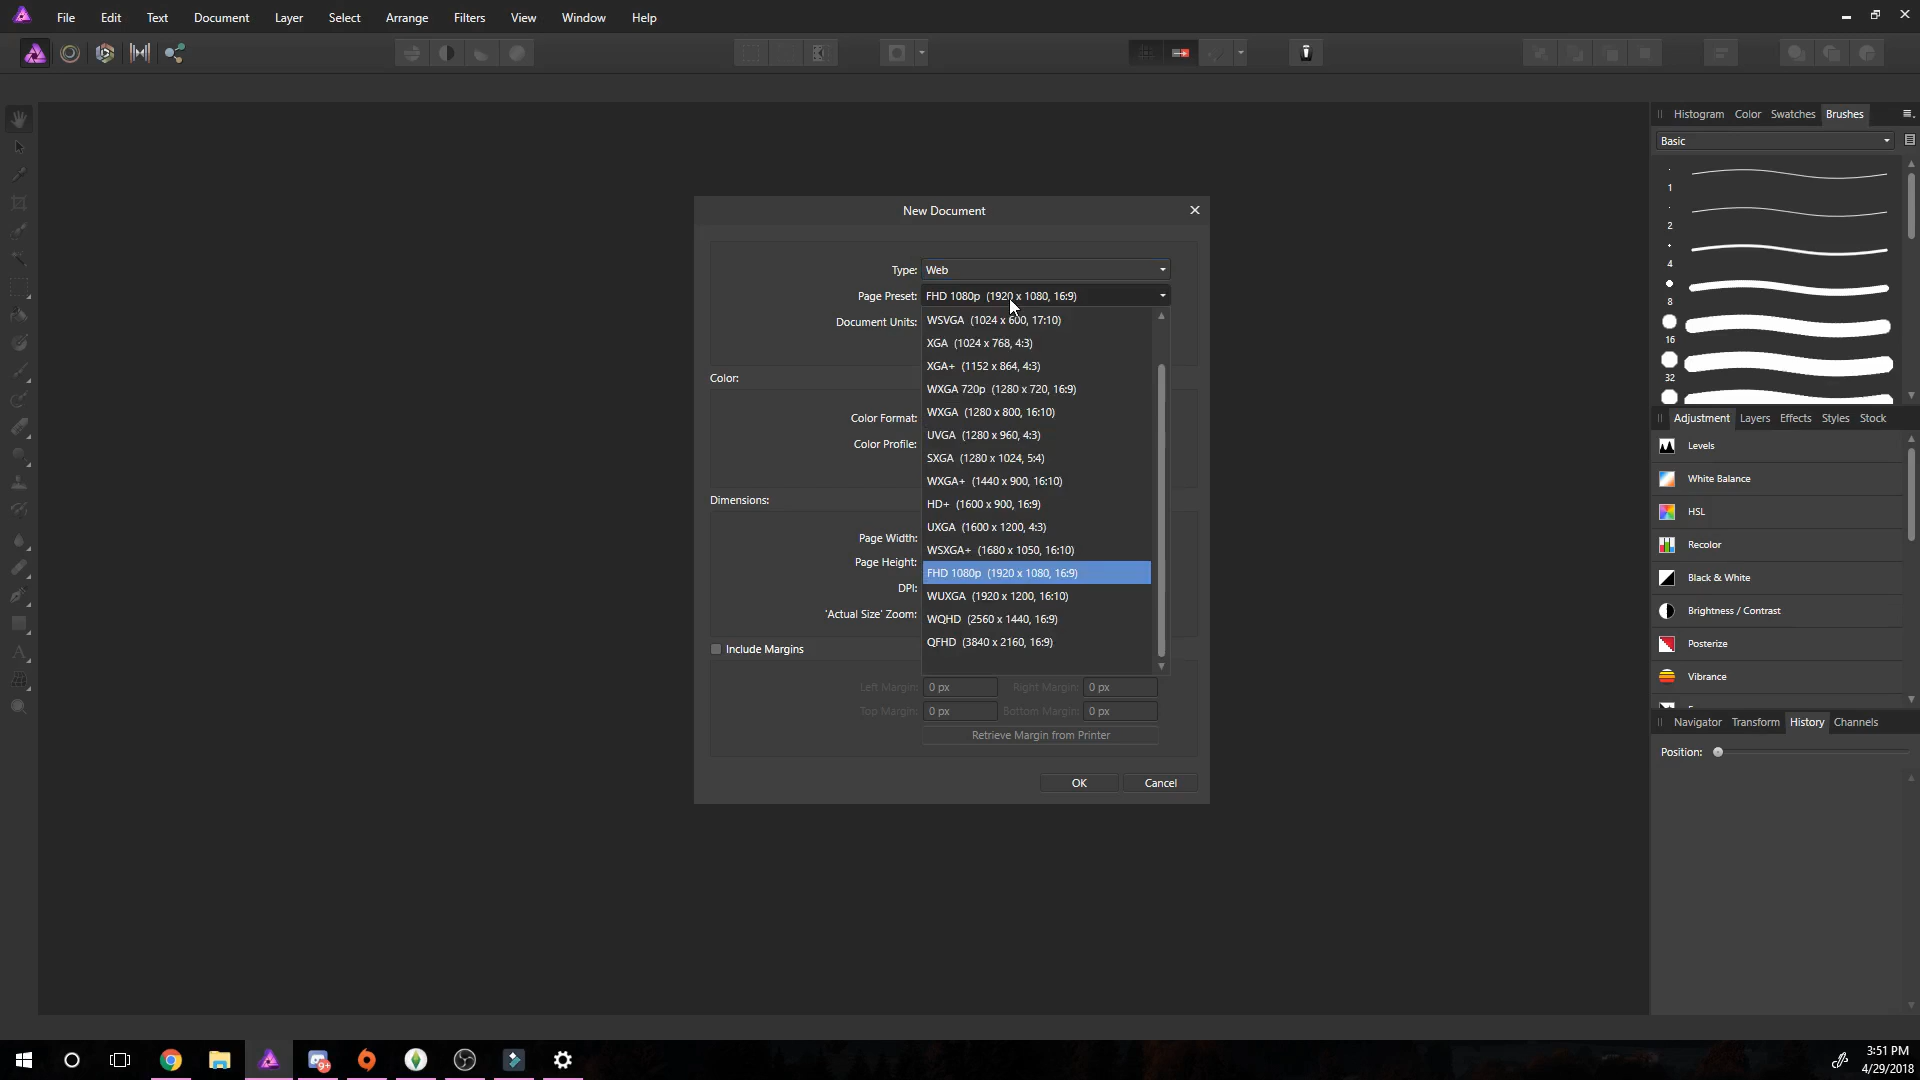 File Edit Text Document Layer Select Arrange Filters View Window Help
Histogram Color Swatches Brushes
Basic
1
2
4
8
16
32
New Document
Type: Web
Page Preset: FHD 1080p (1920 x 1080, 16:9)
Document Units:
WSVGA (1024 x 600, 17:10)
XGA (1024 x 768, 4:3)
XGA+ (1152 x 864, 4:3)
WXGA 720p (1280 x 720, 16:9)
WXGA (1280 x 800, 16:10)
UVGA (1280 x 960, 4:3)
SXGA (1280 x 1024, 5:4)
WXGA+ (1440 x 900, 16:10)
HD+ (1600 x 900, 16:9)
UXGA (1600 x 1200, 4:3)
WSXGA+ (1680 x 1050, 16:10)
FHD 1080p (1920 x 1080, 16:9)
WUXGA (1920 x 1200, 16:10)
WQHD (2560 x 1440, 16:9)
QFHD (3840 x 2160, 16:9)
Color:
Color Format:
Color Profile:
Dimensions:
Page Width:
Page Height:
DPI:
'Actual Size' Zoom:
Include Margins
Left Margin: 0 px Right Margin: 0 px
Top Margin: 0 px Bottom Margin: 0 px
Retrieve Margin from Printer
OK Cancel
Adjustment Layers Effects Styles Stock
Levels
White Balance
HSL
Recolor
Black & White
Brightness / Contrast
Posterize
Vibrance
Navigator Transform History Channels
Position:
9+
3:51 PM
4/29/2018